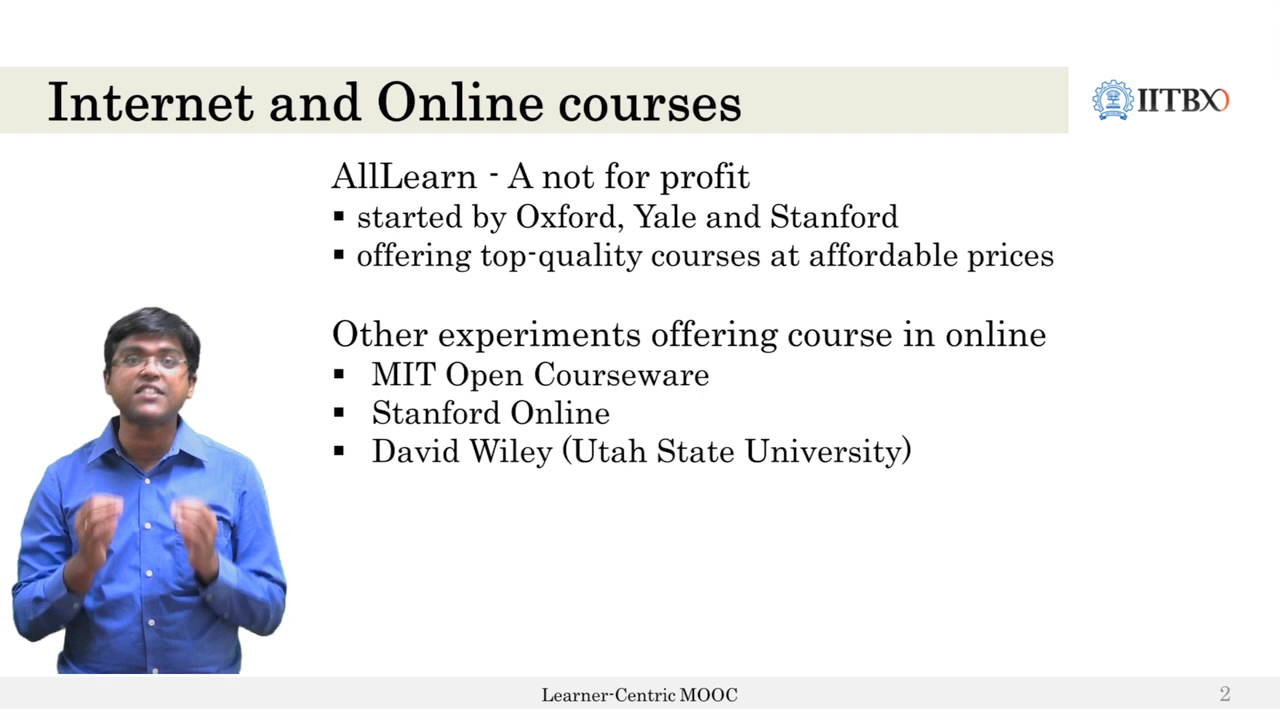 Internet and Online courses
IITBX
AllLearn - A not for profit
▪ started by Oxford, Yale and Stanford
▪ offering top-quality courses at affordable prices
Other experiments offering course in online
▪ MIT Open Courseware
▪ Stanford Online
▪ David Wiley (Utah State University)
Learner-Centric MOOC
2